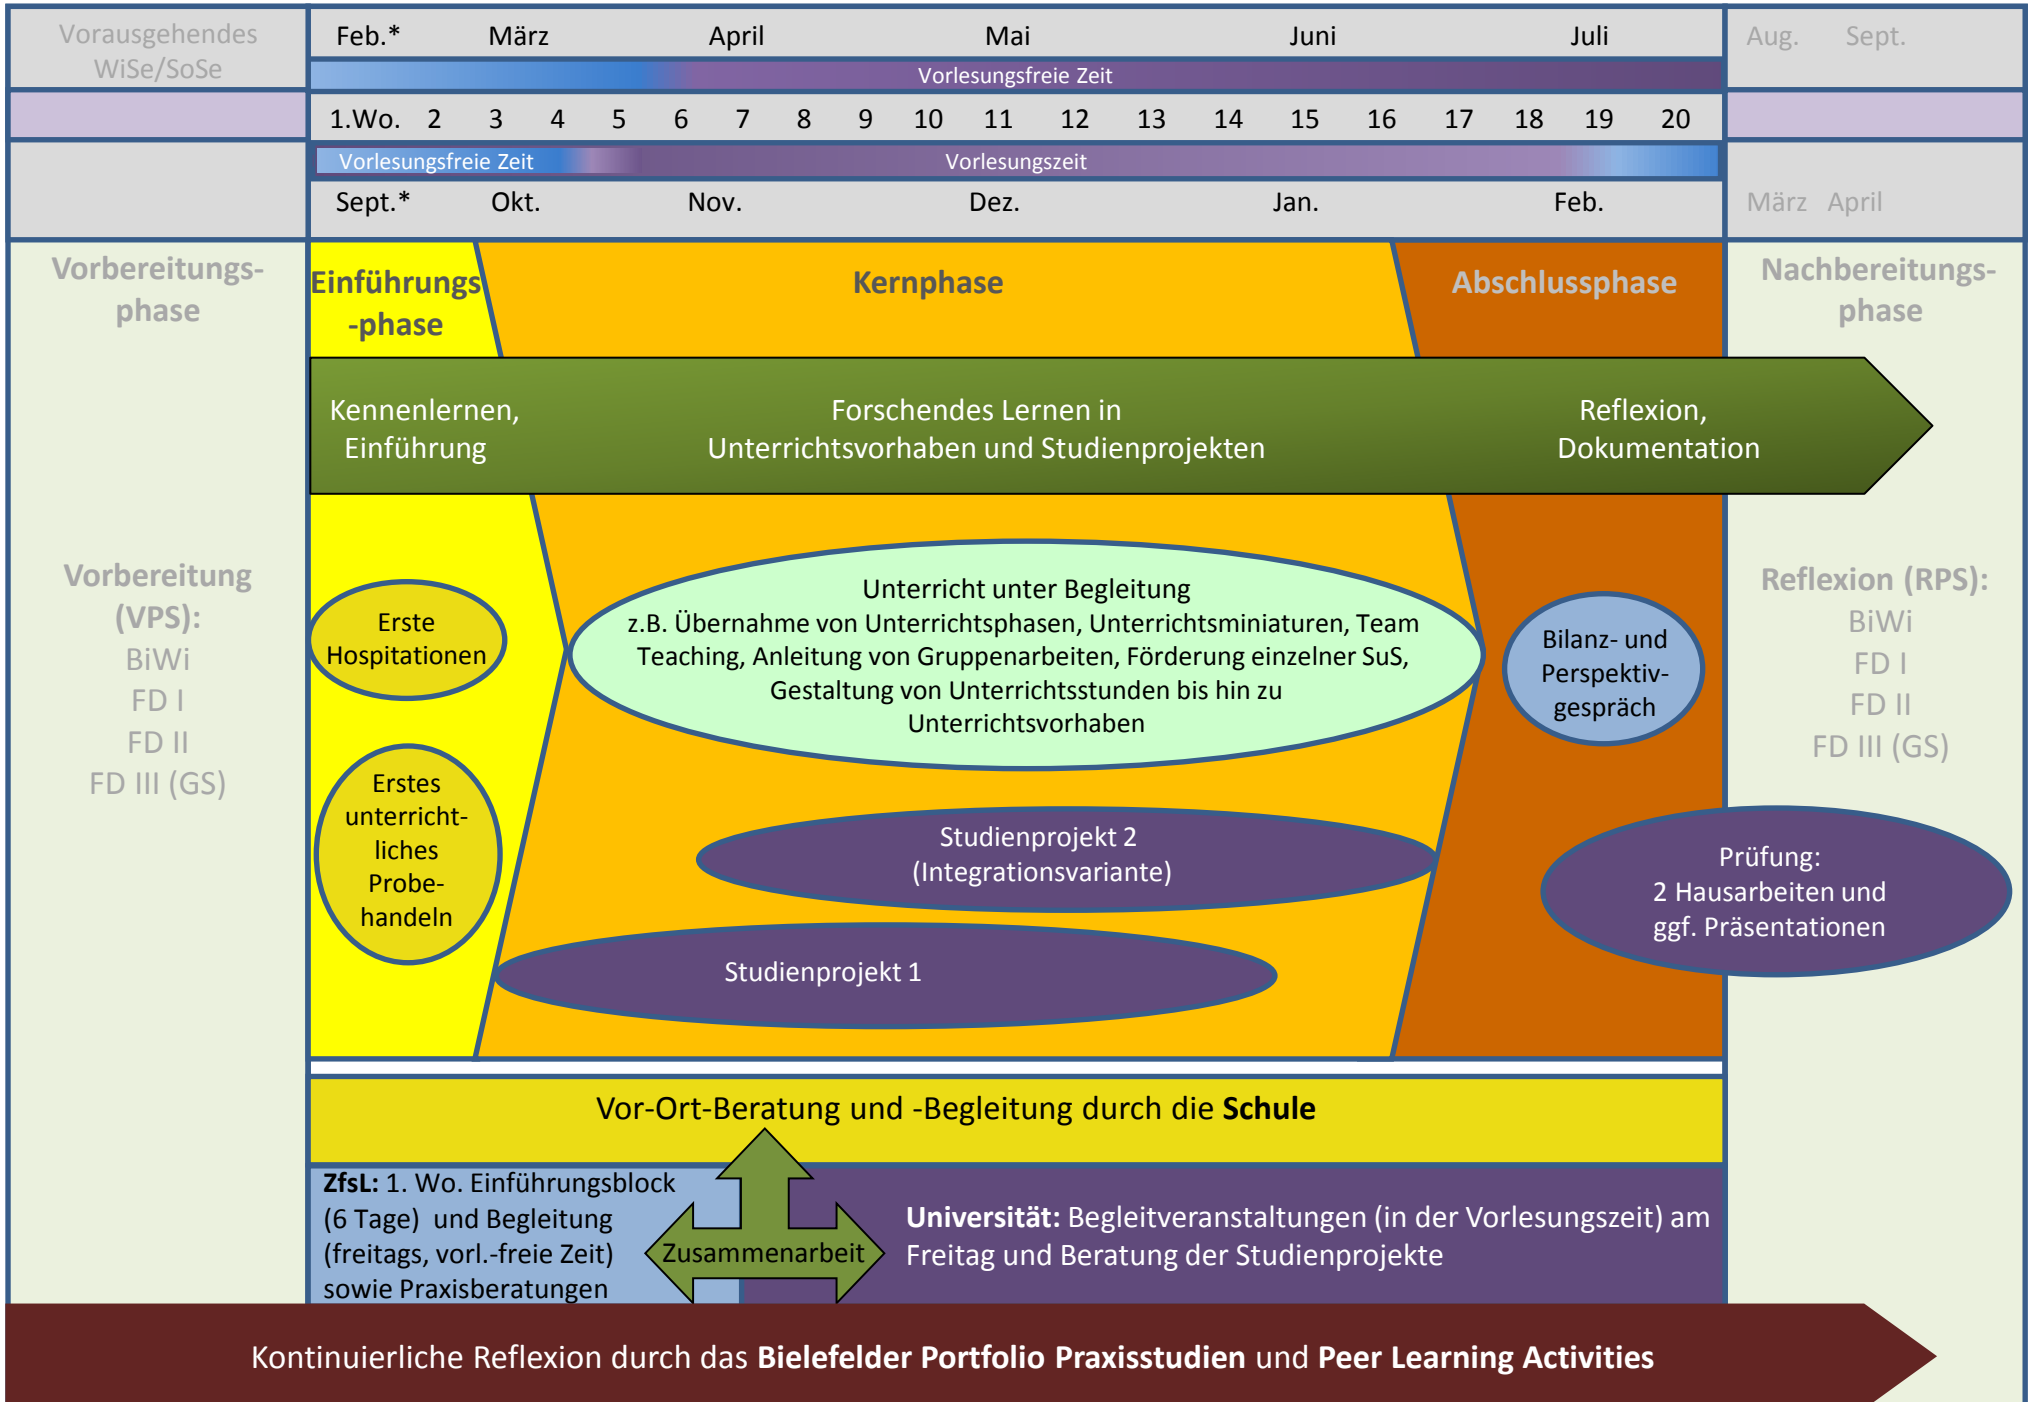 Vorausgehendes
WiSe/SoSe
Feb.* März April Mai Juni Juli
Aug. Sept.
Vorlesungsfreie Zeit
1.Wo. 2 3 4 5 6 7 8 9 10 11 12 13 14 15 16 17 18 19 20
Vorlesungsfreie Zeit Vorlesungszeit
Sept.* Okt. Nov. Dez. Jan. Feb.
März April
Vorbereitungs-
phase
Einführungs
-phase
Kernphase
Abschlussphase
Nachbereitungs-
phase
Kennenlernen,
Einführung
Forschendes Lernen in
Unterrichtsvorhaben und Studienprojekten
Reflexion,
Dokumentation
Vorbereitung
(VPS):
BiWi
FD I
FD II
FD III (GS)
Erste
Hospitationen
Erstes
unterricht-
liches
Probe-
handeln
Unterricht unter Begleitung
z.B. Übernahme von Unterrichtsphasen, Unterrichtsminiaturen, Team
Teaching, Anleitung von Gruppenarbeiten, Förderung einzelner SuS,
Gestaltung von Unterrichtsstunden bis hin zu
Unterrichtsvorhaben
Studienprojekt 2
(Integrationsvariante)
Studienprojekt 1
Bilanz- und
Perspektiv-
gespräch
Reflexion (RPS):
BiWi
FD I
FD II
FD III (GS)
Prüfung:
2 Hausarbeiten und
ggf. Präsentationen
Vor-Ort-Beratung und -Begleitung durch die Schule
ZfsL: 1. Wo. Einführungsblock
(6 Tage) und Begleitung
(freitags, vorl.-freie Zeit)
sowie Praxisberatungen
Zusammenarbeit
Universität: Begleitveranstaltungen (in der Vorlesungszeit) am
Freitag und Beratung der Studienprojekte
Kontinuierliche Reflexion durch das Bielefelder Portfolio Praxisstudien und Peer Learning Activities